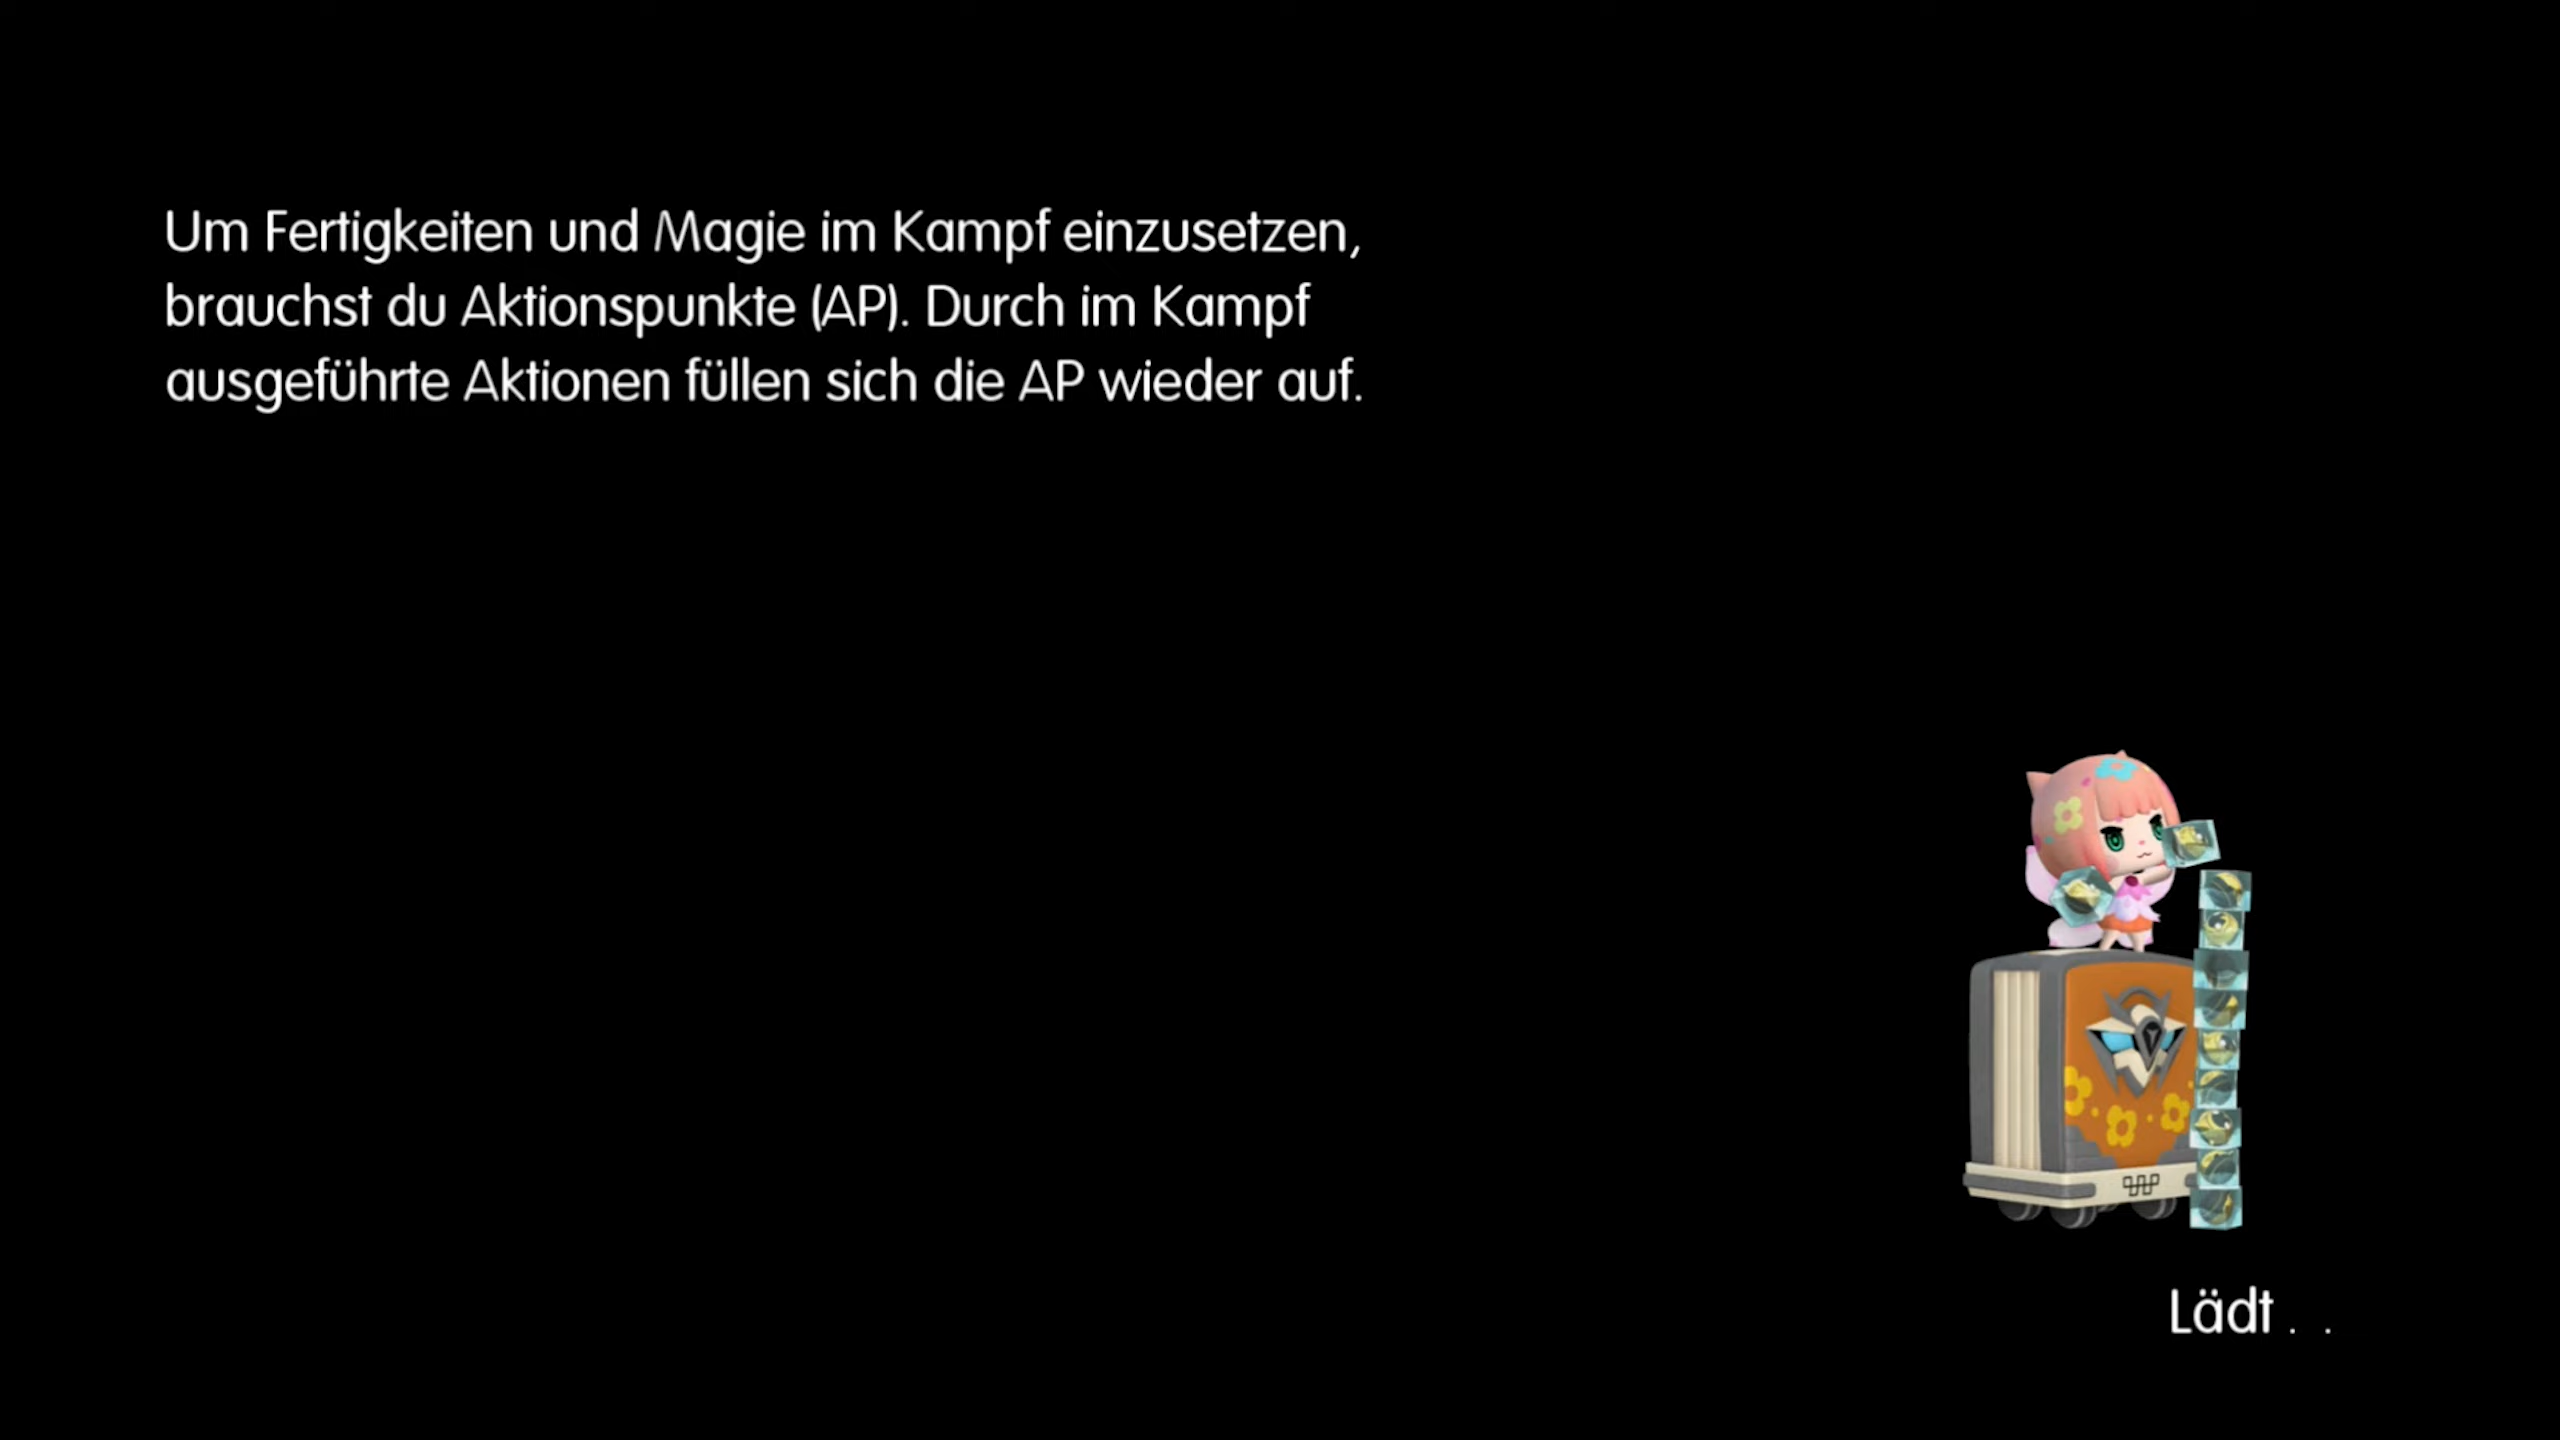 Um Fertigkeiten und Magie im Kampf einzusetzen,
brauchst du Aktionspunkte (AP). Durch im Kampf
ausgeführte Aktionen füllen sich die AP wieder auf.
Lädt . .